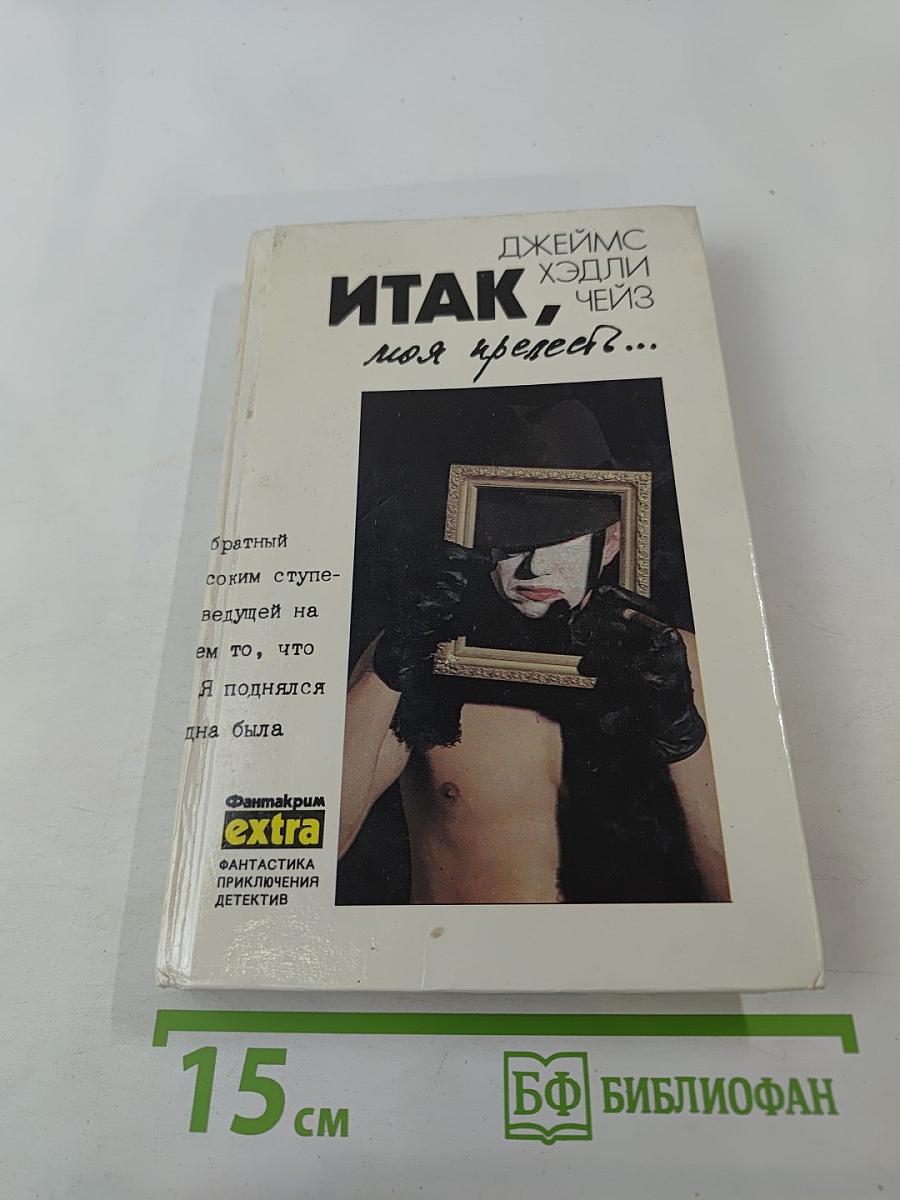 ДЖЕЙМС
ХЭДЛИ
ЧЕЙЗ
ИТАК,
моя прелесть...
братный
соким ступе-
ведущей на
ем то, что
Я поднялся
дна была
Фантакрим
extra
ФАНТАСТИКА
ПРИКЛЮЧЕНИЯ
ДЕТЕКТИВ
15 см
БФ БИБЛИОФАН